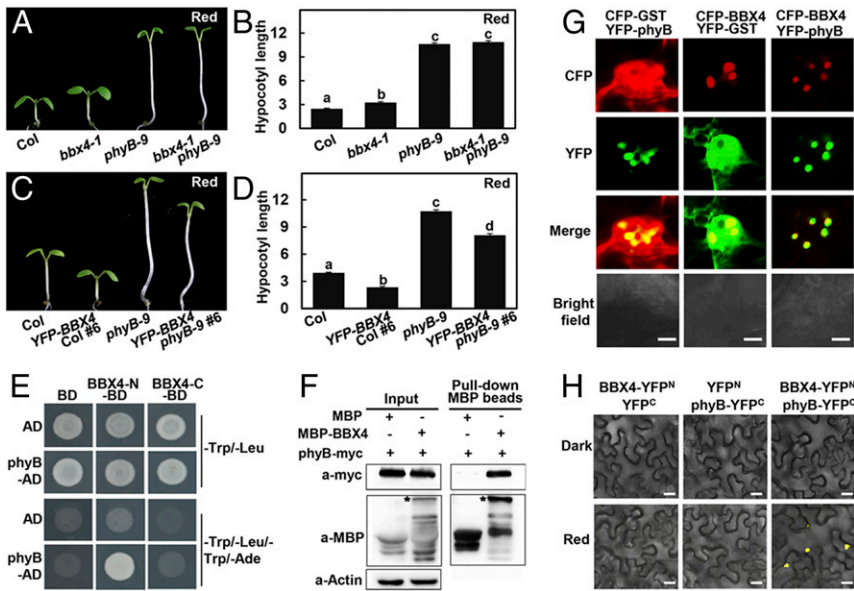 A
Red
Col
bbx4-1
phyB-9
bbx4-1
phyB-9
B
Red
Hypocotyl length
12
9
6
3
0
a
b
c
c
Col
bbx4-1
phyB-9
bbx4-1
phyB-9
C
Red
Col
YFP-BBX4
Col #6
phyB-9
YFP-BBX4
phyB-9 #6
D
Red
Hypocotyl length
12
9
6
3
0
a
b
c
d
Col
YFP-BBX4
Col #6
phyB-9
YFP-BBX4
phyB-9 #6
E
BD
BBX4-N
-BD
BBX4-C
-BD
AD
phyB
-AD
-Trp/-Leu
AD
phyB
-AD
-Trp/-Leu/-
Trp/-Ade
F
Input
Pull-down
MBP beads
MBP + - + -
MBP-BBX4 - + - +
phyB-myc + + + +
a-myc
a-MBP
*
*
a-Actin
G
CFP-GST
YFP-phyB
CFP-BBX4
YFP-GST
CFP-BBX4
YFP-phyB
CFP
YFP
Merge
Bright
field
H
BBX4-YFPᴺ
YFPᶜ
YFPᴺ
phyB-YFPᶜ
BBX4-YFPᴺ
phyB-YFPᶜ
Dark
Red